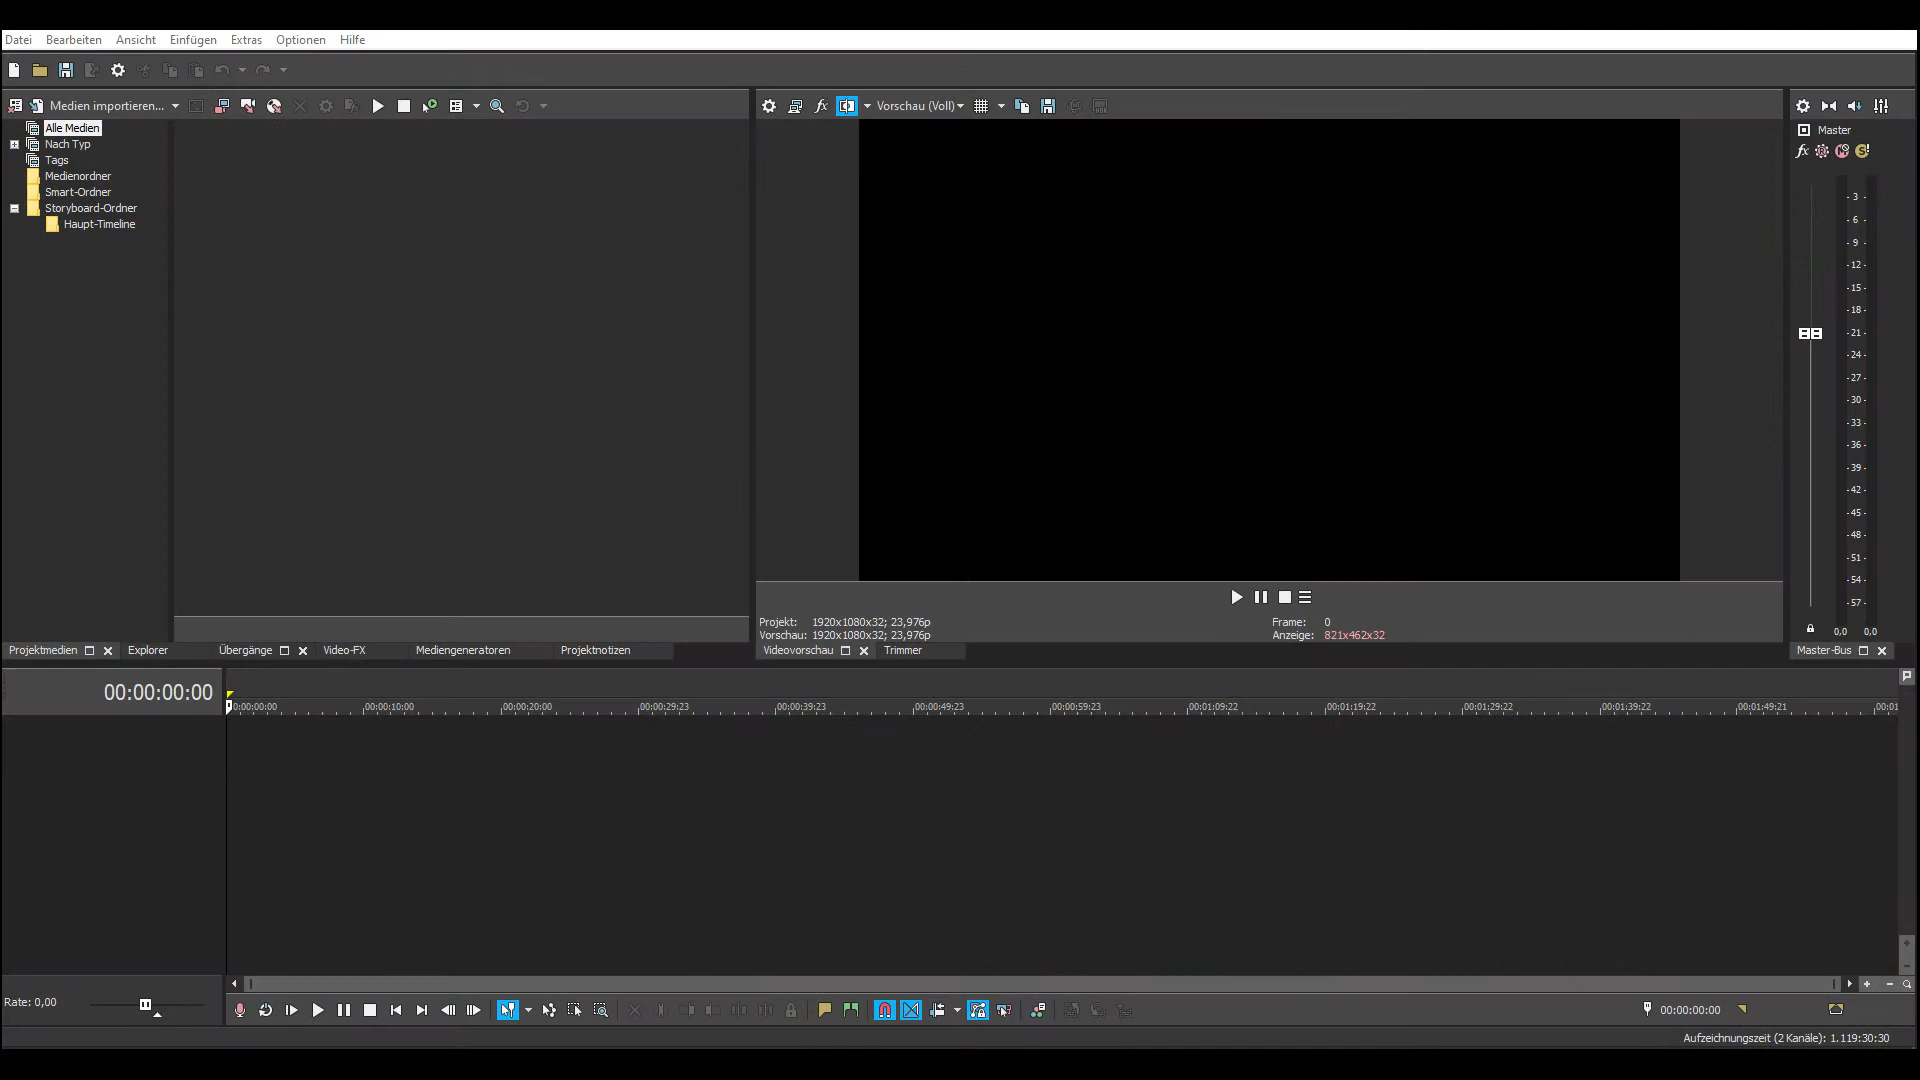 Datei Bearbeiten Ansicht Einfügen Extras Optionen Hilfe
Medien importieren...
Vorschau (Voll)
Alle Medien
Nach Typ
Tags
Medienordner
Smart-Ordner
Storyboard-Ordner
Haupt-Timeline
Master
- 3 -
- 6 -
- 9 -
- 12 -
- 15 -
- 18 -
- 21 -
- 24 -
- 27 -
- 30 -
- 33 -
- 36 -
- 39 -
- 42 -
- 45 -
- 48 -
- 51 -
- 54 -
- 57 -
0,0 0,0
Projekt: 1920x1080x32; 23,976p
Vorschau: 1920x1080x32; 23,976p
Frame: 0
Anzeige: 821x462x32
Projektmedien Explorer Übergänge Video-FX Mediengeneratoren Projektnotizen
Videovorschau Trimmer
Master-Bus
00:00:00:00
0:00:00:00 00:00:10:00 00:00:20:00 00:00:29:23 00:00:39:23 00:00:49:23 00:00:59:23 00:01:09:22 00:01:19:22 00:01:29:22 00:01:39:22 00:01:49:21 00:01
Rate: 0,00
00:00:00:00
Aufzeichnungszeit (2 Kanäle): 1.119:30:30